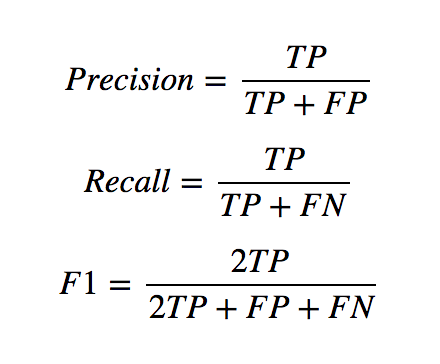 Precision = TP / (TP + FP)
Recall = TP / (TP + FN)
F1 = 2TP / (2TP + FP + FN)